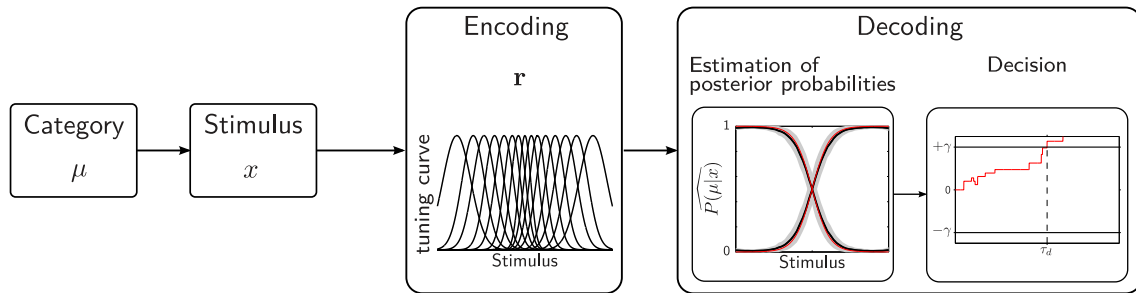 Category
μ
Stimulus
x
Encoding
r
tuning curve
Stimulus
Decoding
Estimation of
posterior probabilities
1
0
P(μ|x)
Stimulus
Decision
+γ
0
−γ
τ_d